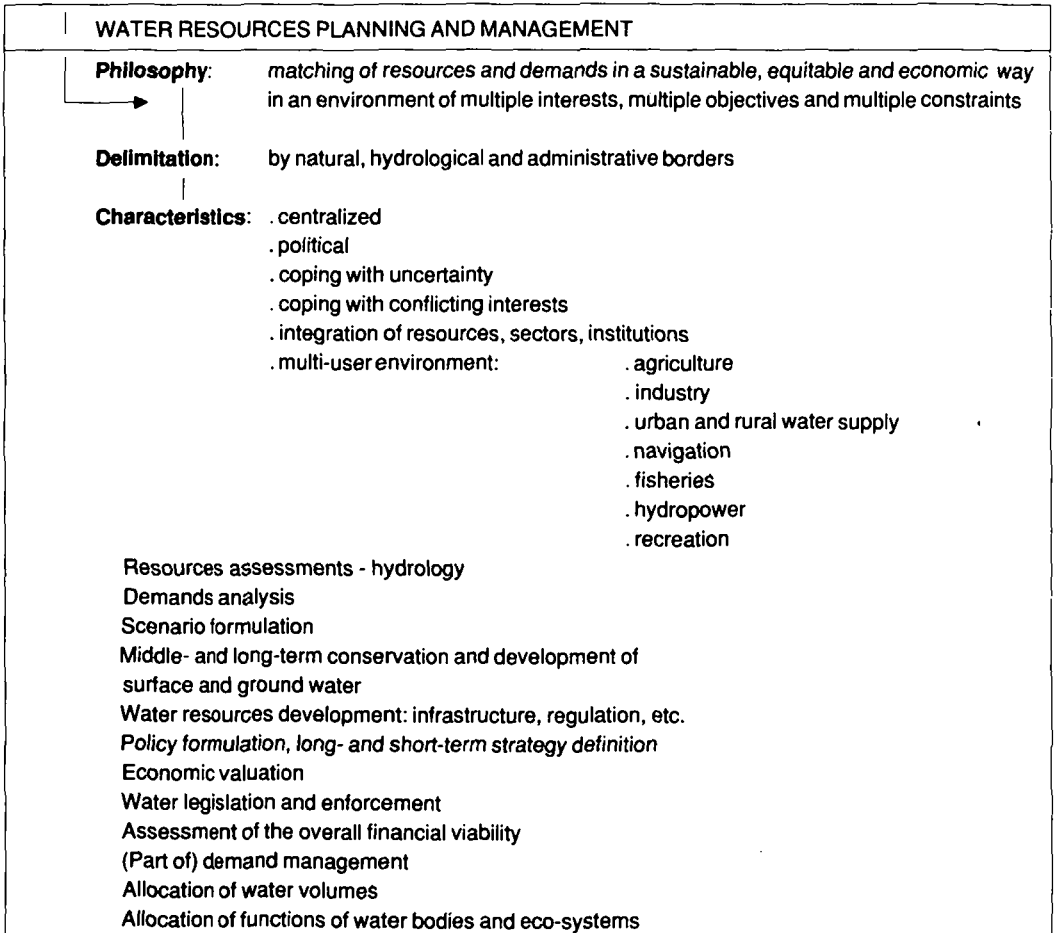 WATER RESOURCES PLANNING AND MANAGEMENT
Philosophy: matching of resources and demands in a sustainable, equitable and economic way
in an environment of multiple interests, multiple objectives and multiple constraints
Delimitation: by natural, hydrological and administrative borders
Characteristics: . centralized
. political
. coping with uncertainty
. coping with conflicting interests
. integration of resources, sectors, institutions
. multi-user environment: . agriculture
. industry
. urban and rural water supply
. navigation
. fisheries
. hydropower
. recreation
Resources assessments - hydrology
Demands analysis
Scenario formulation
Middle- and long-term conservation and development of
surface and ground water
Water resources development: infrastructure, regulation, etc.
Policy formulation, long- and short-term strategy definition
Economic valuation
Water legislation and enforcement
Assessment of the overall financial viability
(Part of) demand management
Allocation of water volumes
Allocation of functions of water bodies and eco-systems